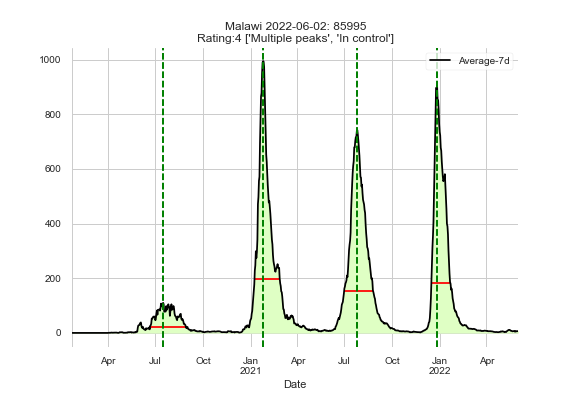 Malawi 2022-06-02: 85995
Rating:4 ['Multiple peaks', 'In control']
Average-7d
1000
800
600
400
200
0
Apr Jul Oct Jan Apr Jul Oct Jan Apr
2021 2022
Date